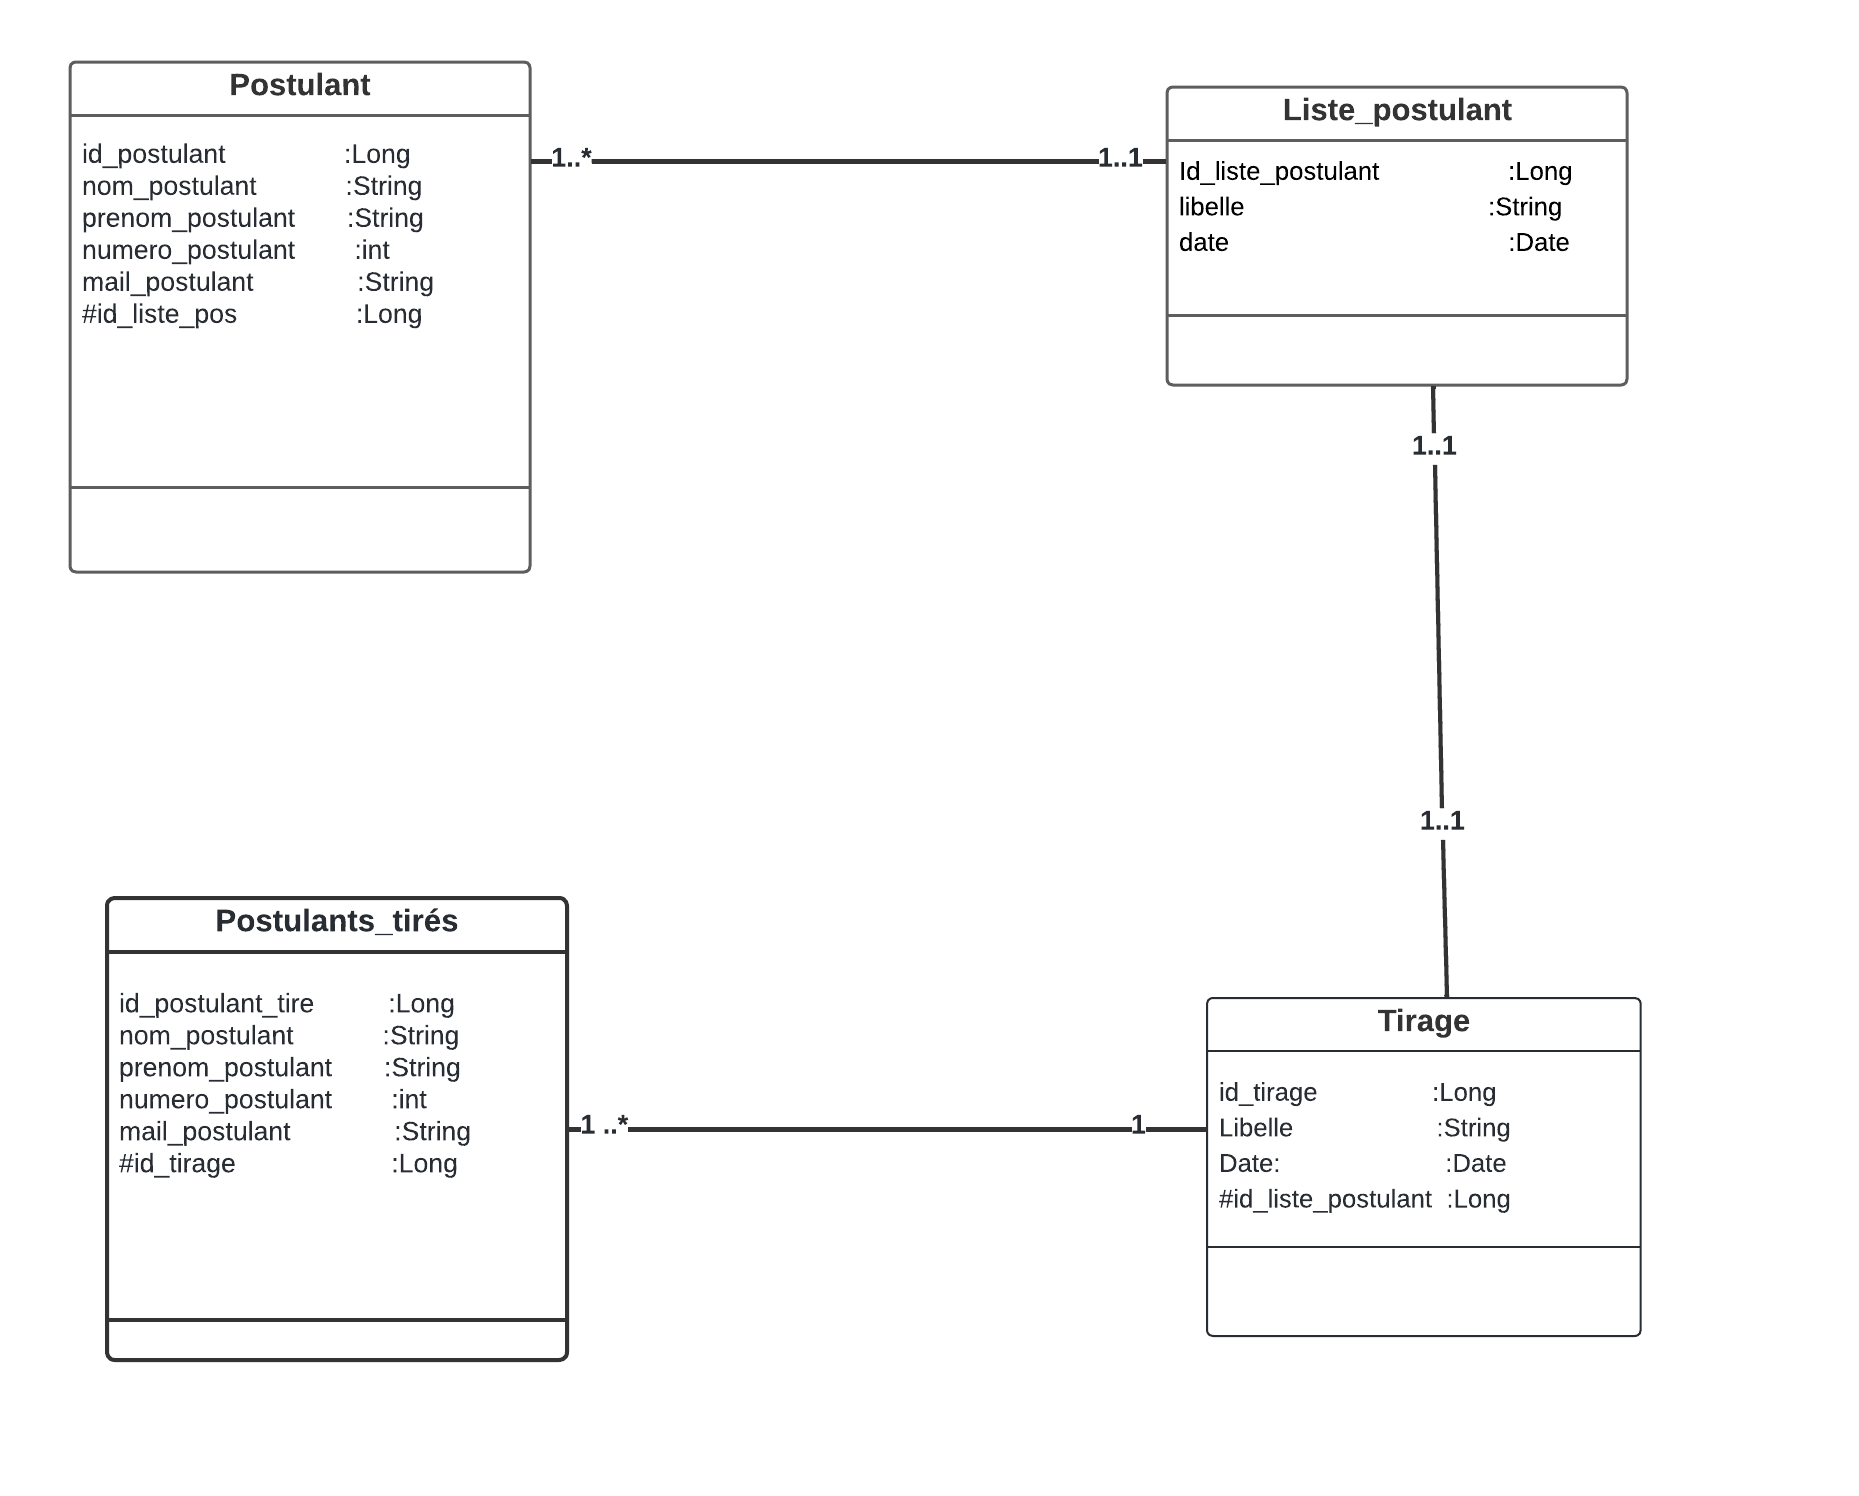 Postulant
id_postulant :Long
nom_postulant :String
prenom_postulant :String
numero_postulant :int
mail_postulant :String
#id_liste_pos :Long
1..* 1..1
Liste_postulant
Id_liste_postulant :Long
libelle :String
date :Date
1..1
1..1
Postulants_tirés
id_postulant_tire :Long
nom_postulant :String
prenom_postulant :String
numero_postulant :int
mail_postulant :String
#id_tirage :Long
1 ..* 1
Tirage
id_tirage :Long
Libelle :String
Date: :Date
#id_liste_postulant :Long